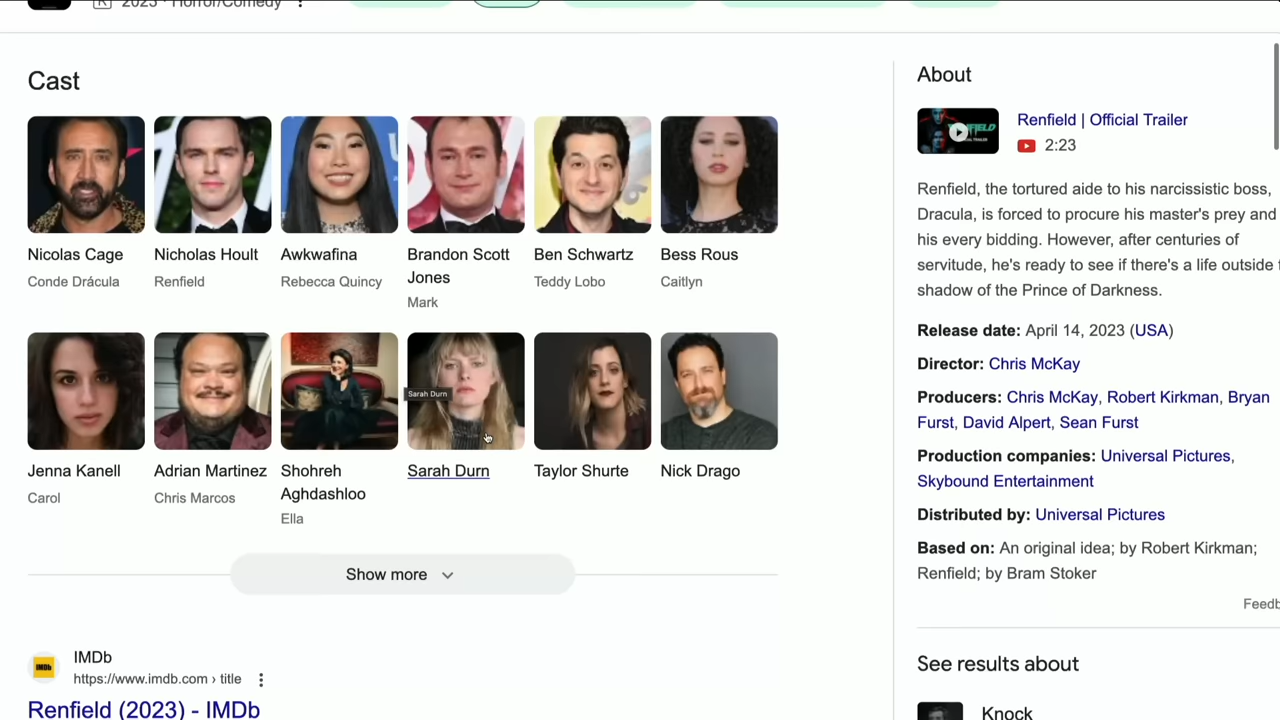 R 2023 · Horror/Comedy
Cast
Nicolas Cage
Conde Drácula
Nicholas Hoult
Renfield
Awkwafina
Rebecca Quincy
Brandon Scott
Jones
Mark
Ben Schwartz
Teddy Lobo
Bess Rous
Caitlyn
Jenna Kanell
Carol
Adrian Martinez
Chris Marcos
Shohreh
Aghdashloo
Ella
Sarah Durn
Sarah Durn
Taylor Shurte
Nick Drago
Show more
IMDb
IMDb
https://www.imdb.com › title
Renfield (2023) - IMDb
About
RENFIELD
Renfield | Official Trailer
2:23
Renfield, the tortured aide to his narcissistic boss,
Dracula, is forced to procure his master's prey and
his every bidding. However, after centuries of
servitude, he's ready to see if there's a life outside
shadow of the Prince of Darkness.
Release date: April 14, 2023 (USA)
Director: Chris McKay
Producers: Chris McKay, Robert Kirkman, Bryan
Furst, David Alpert, Sean Furst
Production companies: Universal Pictures,
Skybound Entertainment
Distributed by: Universal Pictures
Based on: An original idea; by Robert Kirkman;
Renfield; by Bram Stoker
Feedb
See results about
Knock